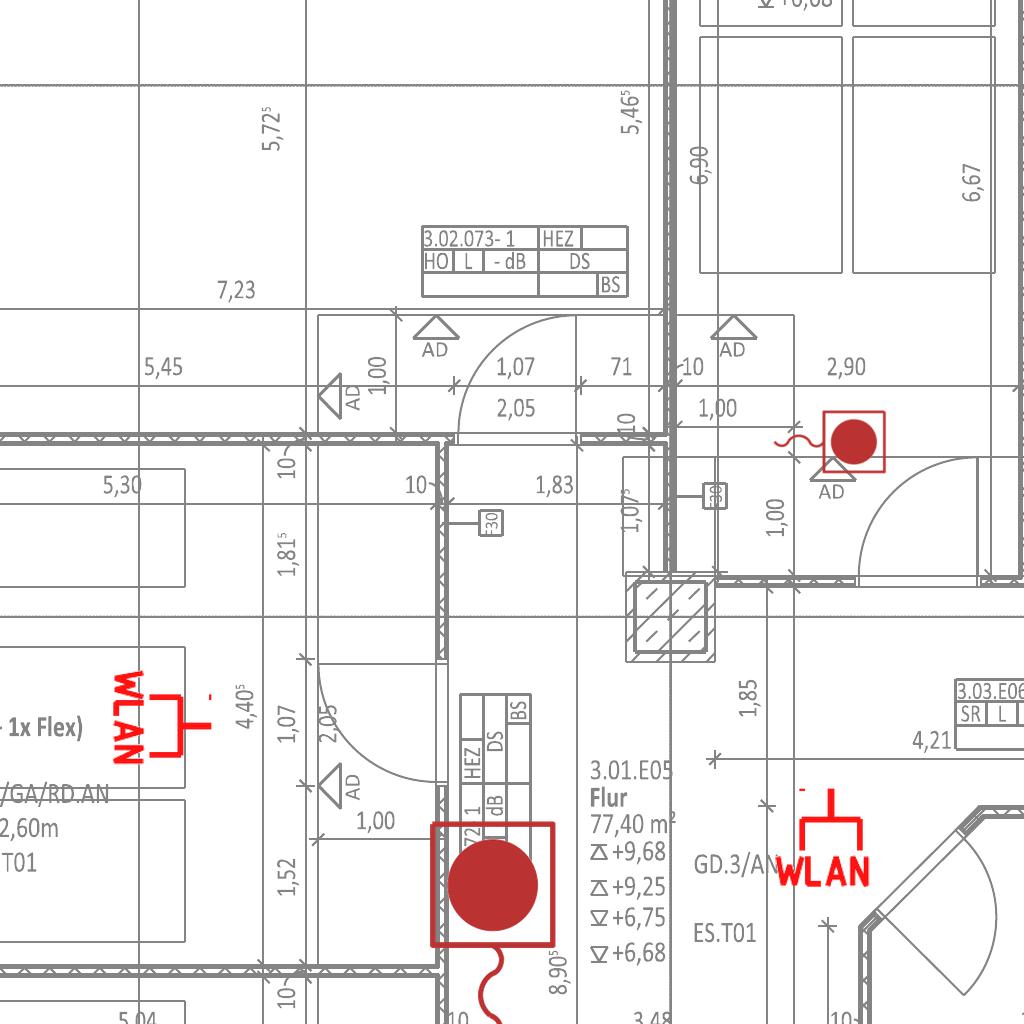 +6,68
5,72⁵
5,46⁵
6,90
6,67
3.02.073- 1 HEZ
HO L - dB DS
BS
7,23
AD
AD
5,45
1,00
AD
1,07
71
10
2,90
2,05
1,00
10
5,30
10
10
1,83
1,07⁵
F30
F30
AD
1,00
1,81⁵
4,40⁵
1,07
2,05
WLAN
- 1x Flex)
/GA/RD.AN
2,60m
T01
AD
1,00
1,52
BS
HEZ DS
dB
3.01.E05
Flur
77,40 m²
+9,68
+9,25
+6,75
+6,68
1,85
4,21
3.03.E06
SR L
GD.3/AN
WLAN
ES.T01
8,90⁵
10
5,04
10
3,48
10